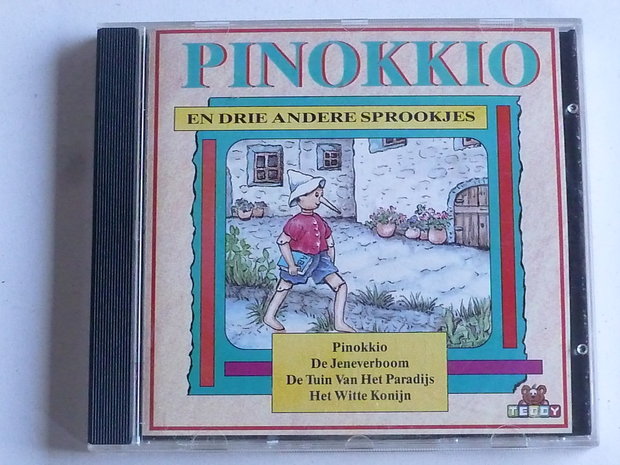 PINOKKIO
EN DRIE ANDERE SPROOKJES
Pinokkio
De Jeneverboom
De Tuin Van Het Paradijs
Het Witte Konijn
TEDDY